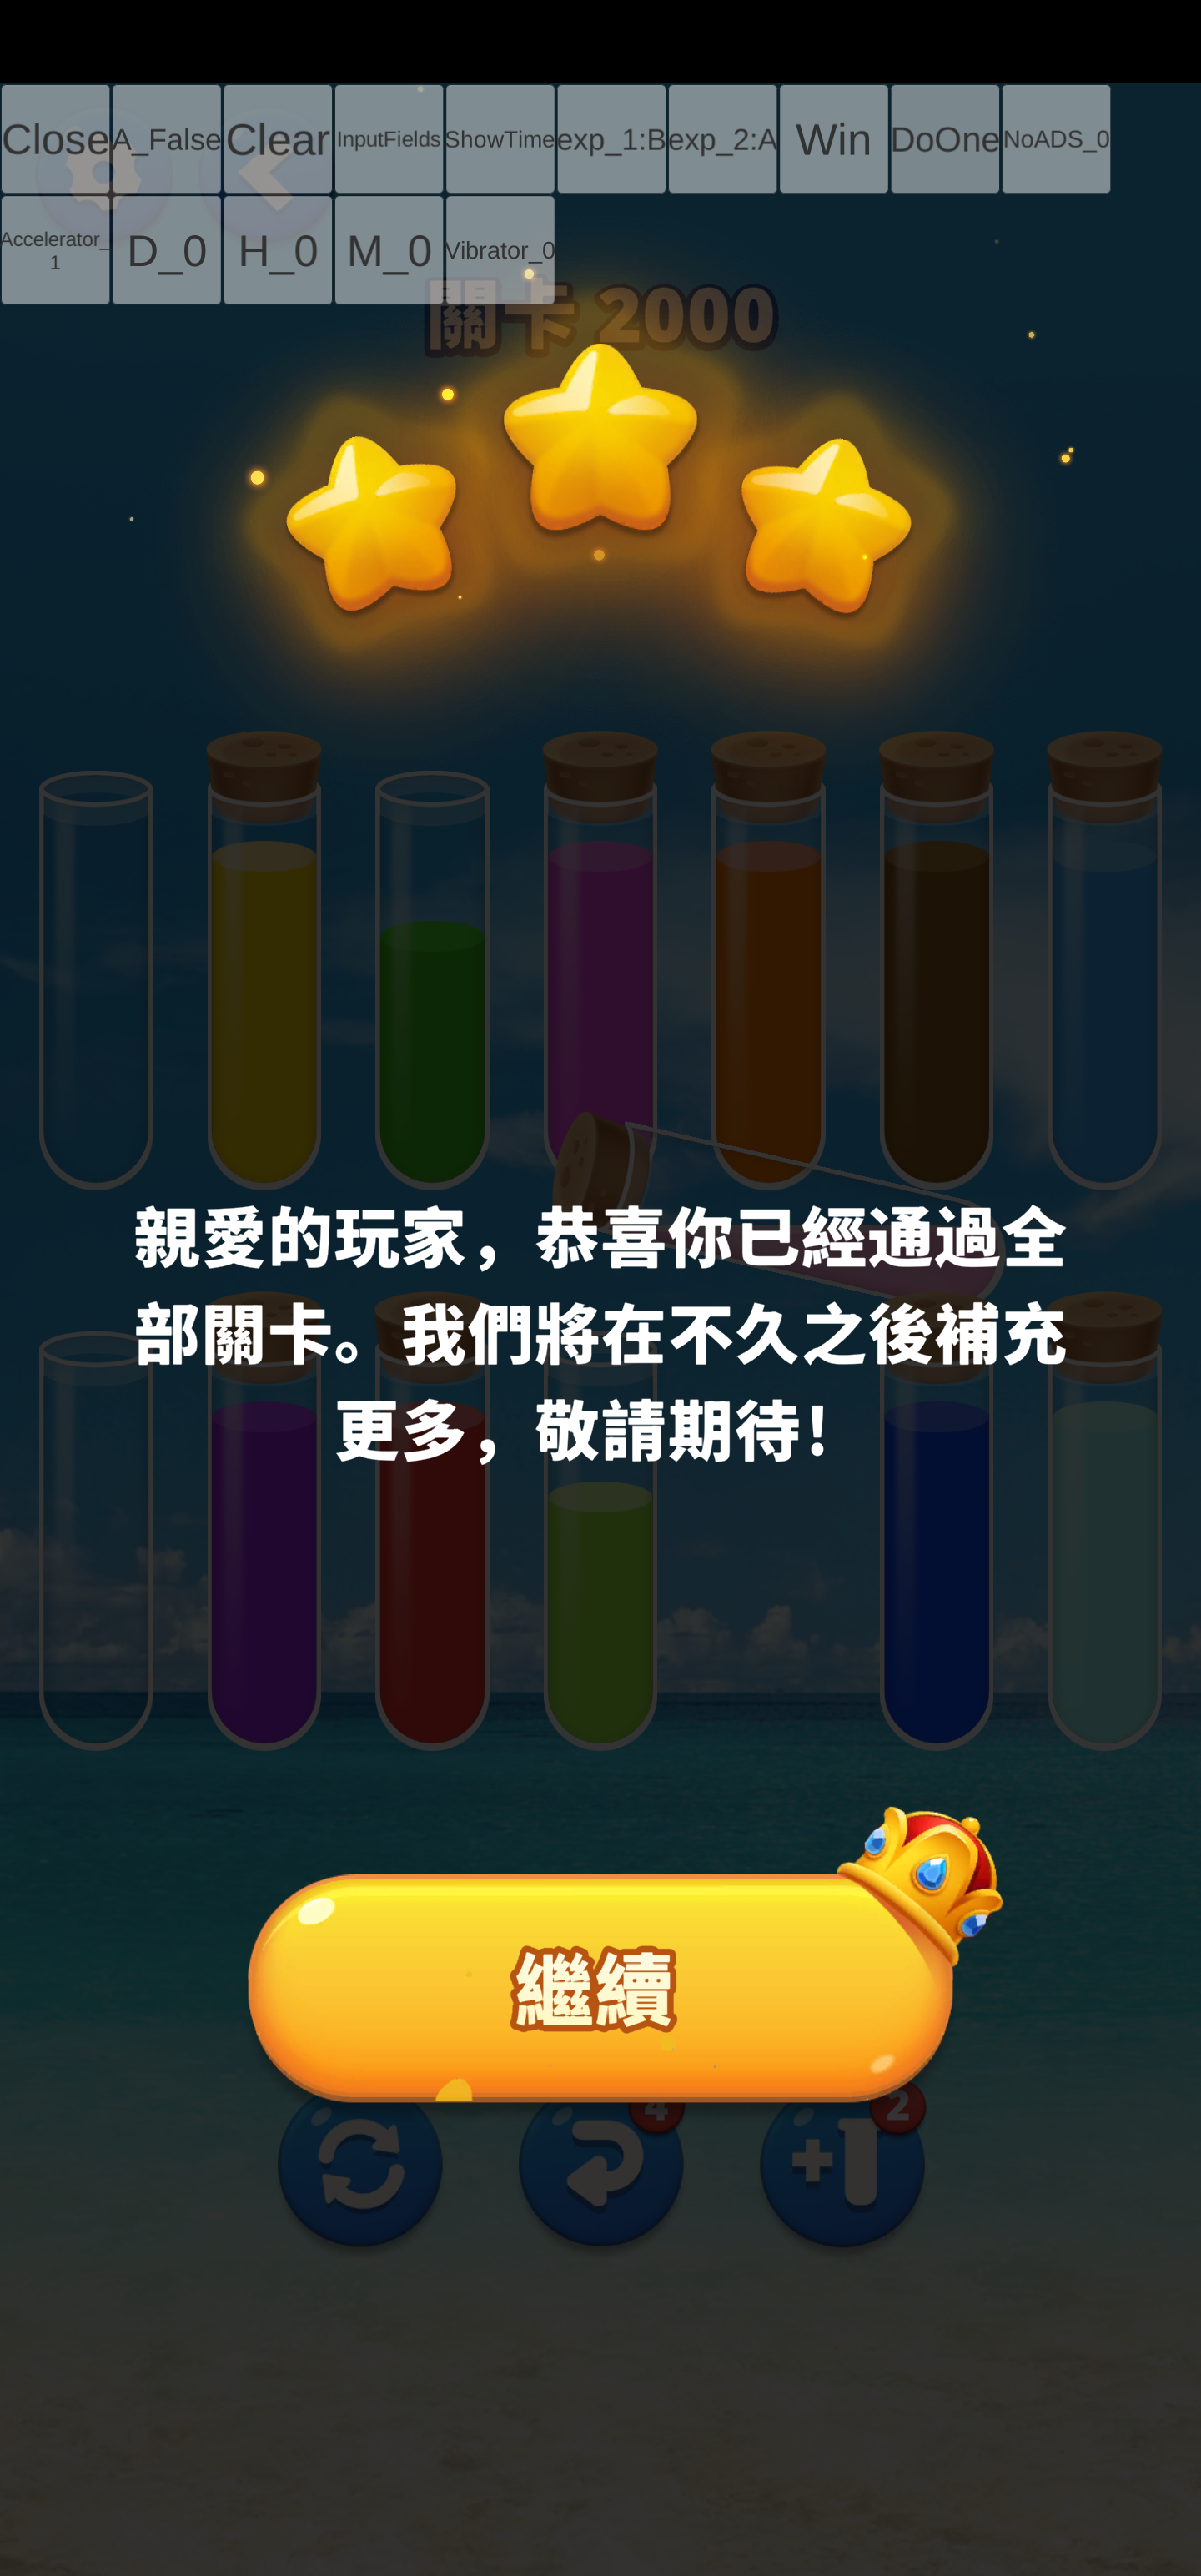 Close A_False Clear InputFields ShowTime exp_1:B exp_2:A Win DoOne NoADS_0
Accelerator_1 D_0 H_0 M_0 Vibrator_0
關卡 2000
親愛的玩家，恭喜你已經通過全
部關卡。我們將在不久之後補充
更多，敬請期待！
繼續
4
2